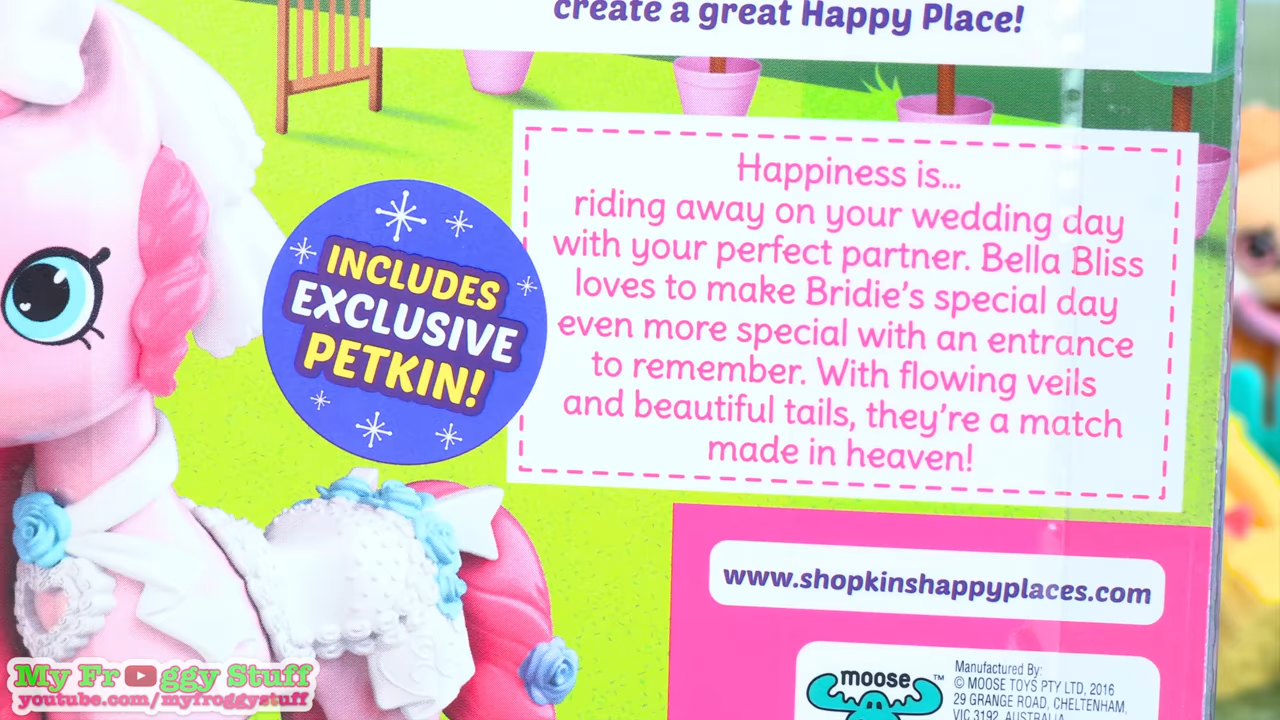 create a great Happy Place!
Happiness is...
riding away on your wedding day
with your perfect partner. Bella Bliss
loves to make Bridie's special day
even more special with an entrance
to remember. With flowing veils
and beautiful tails, they're a match
made in heaven!
INCLUDES
EXCLUSIVE
PETKIN!
www.shopkinshappyplaces.com
moose™
Manufactured By:
© MOOSE TOYS PTY LTD, 2016
29 GRANGE ROAD, CHELTENHAM,
VIC 3192, AUSTRALIA
My Froggy Stuff
youtube.com/myfroggystuff